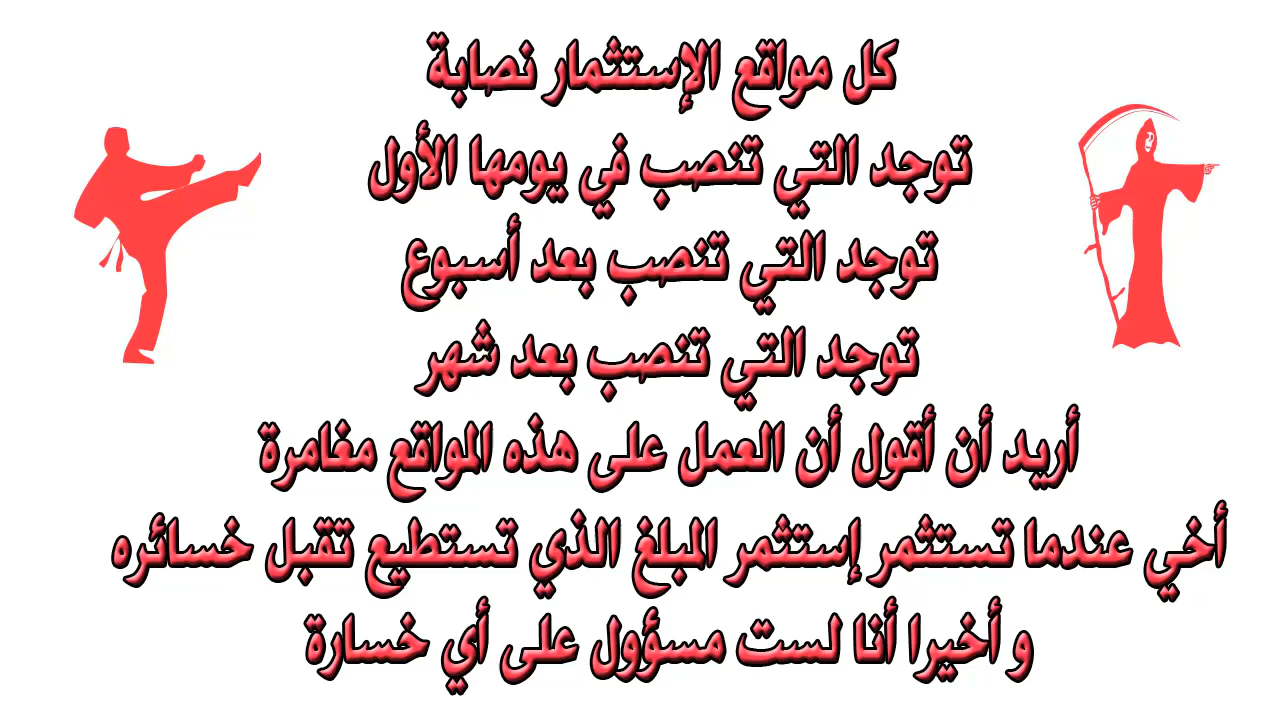 كل مواقع الإستثمار نصابة
توجد التي تنصب في يومها الأول
توجد التي تنصب بعد أسبوع
توجد التي تنصب بعد شهر
أريد أن أقول أن العمل على هذه المواقع مغامرة
أخي عندما تستثمر إستثمر المبلغ الذي تستطيع تقبل خسائره
و أخيرا أنا لست مسؤول على أي خسارة